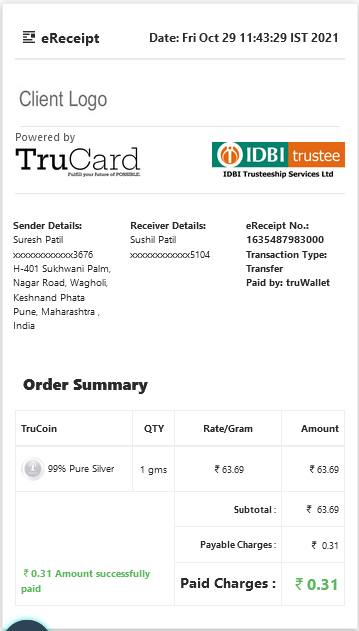 eReceipt Date: Fri Oct 29 11:43:29 IST 2021
Client Logo
Powered by
TruCard
Fulfill your future of POSSIBLE.
IDBI trustee
IDBI Trusteeship Services Ltd
Sender Details:
Suresh Patil
xxxxxxxxxxxx3676
H-401 Sukhwani Palm,
Nagar Road, Wagholi,
Keshnand Phata
Pune, Maharashtra ,
India
Receiver Details:
Sushil Patil
xxxxxxxxxxxx5104
eReceipt No.:
1635487983000
Transaction Type:
Transfer
Paid by: truWallet
Order Summary
TruCoin QTY Rate/Gram Amount
99% Pure Silver 1 gms ₹ 63.69 ₹ 63.69
Subtotal : ₹ 63.69
Payable Charges : ₹ 0.31
₹ 0.31 Amount successfully
paid
Paid Charges : ₹ 0.31